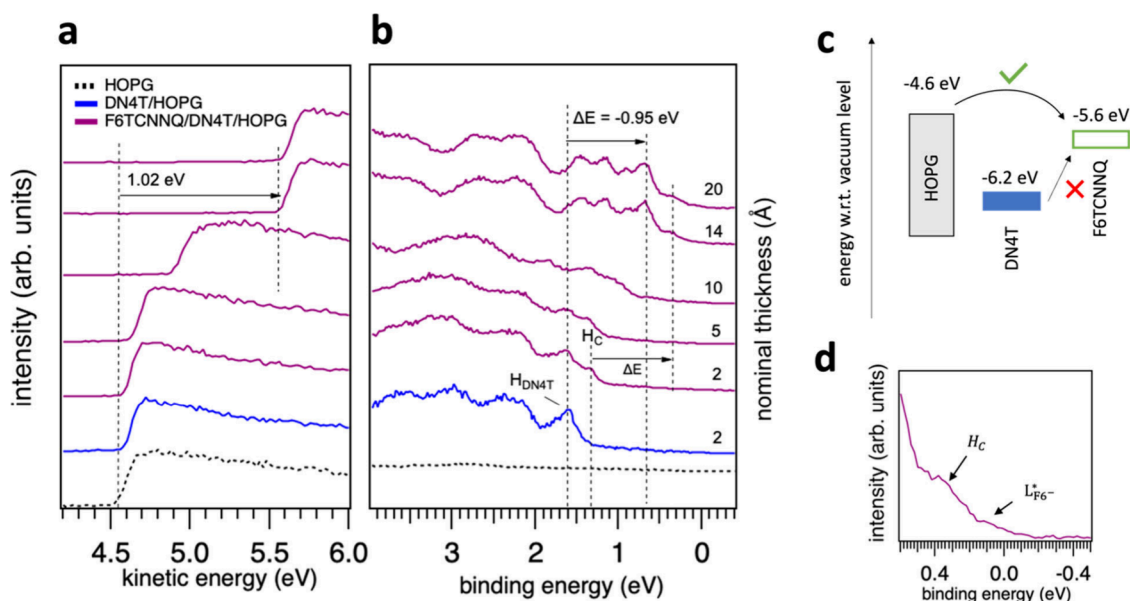 a
HOPG
DN4T/HOPG
F6TCNNQ/DN4T/HOPG
1.02 eV
intensity (arb. units)
4.5 5.0 5.5 6.0
kinetic energy (eV)
b
ΔE = -0.95 eV
20
14
10
5
H_C
ΔE
2
H_DN4T
2
3 2 1 0
binding energy (eV)
nominal thickness (Å)
c
energy w.r.t. vacuum level
-4.6 eV
HOPG
-6.2 eV
DN4T
-5.6 eV
F6TCNNQ
d
intensity (arb. units)
H_C
L*_F6⁻
0.4 0.0 -0.4
binding energy (eV)